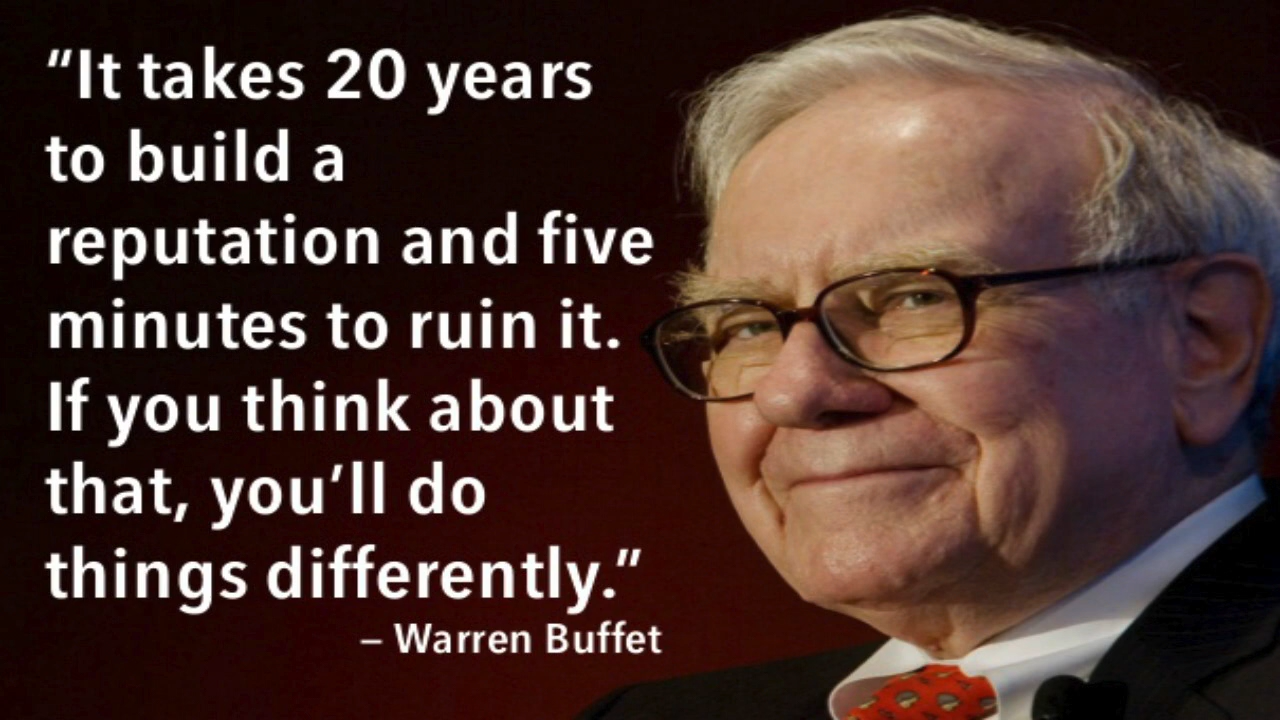 “It takes 20 years
to build a
reputation and five
minutes to ruin it.
If you think about
that, you’ll do
things differently.”
– Warren Buffet